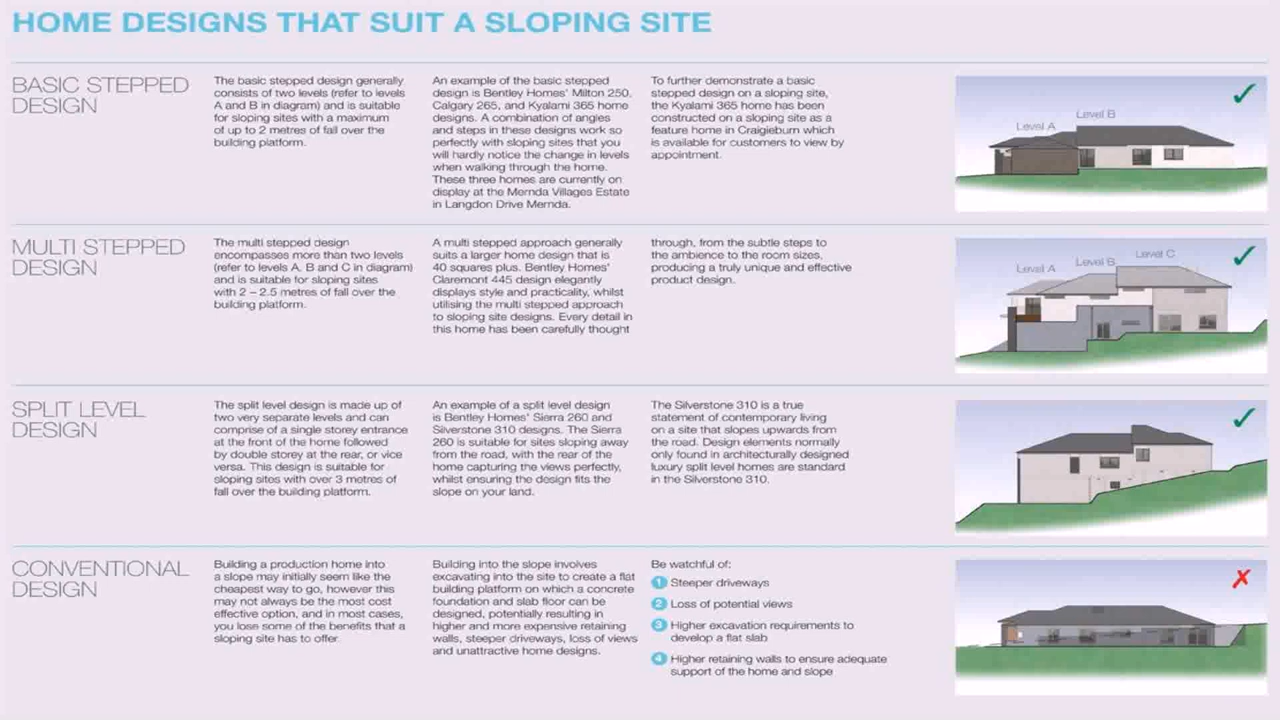 HOME DESIGNS THAT SUIT A SLOPING SITE
BASIC STEPPED
DESIGN
The basic stepped design generally
consists of two levels (refer to levels
A and B in diagram) and is suitable
for sloping sites with a maximum
of up to 2 metres of fall over the
building platform.
An example of the basic stepped
design is Bentley Homes' Milton 250,
Calgary 265, and Kyalami 365 home
designs. A combination of angles
and steps in these designs work so
perfectly with sloping sites that you
will hardly notice the change in levels
when walking through the home.
These three homes are currently on
display at the Mernda Villages Estate
in Langdon Drive Mernda.
To further demonstrate a basic
stepped design on a sloping site,
the Kyalami 365 home has been
constructed on a sloping site as a
feature home in Craigieburn which
is available for customers to view by
appointment.
Level A
Level B
MULTI STEPPED
DESIGN
The multi stepped design
encompasses more than two levels
(refer to levels A, B and C in diagram)
and is suitable for sloping sites
with 2 – 2.5 metres of fall over the
building platform.
A multi stepped approach generally
suits a larger home design that is
40 squares plus. Bentley Homes'
Claremont 445 design elegantly
displays style and practicality, whilst
utilising the multi stepped approach
to sloping site designs. Every detail in
this home has been carefully thought
through, from the subtle steps to
the ambience to the room sizes,
producing a truly unique and effective
product design.
Level A
Level B
Level C
SPLIT LEVEL
DESIGN
The split level design is made up of
two very separate levels and can
comprise of a single storey entrance
at the front of the home followed
by double storey at the rear, or vice
versa. This design is suitable for
sloping sites with over 3 metres of
fall over the building platform.
An example of a split level design
is Bentley Homes' Sierra 260 and
Silverstone 310 designs. The Sierra
260 is suitable for sites sloping away
from the road, with the rear of the
home capturing the views perfectly,
whilst ensuring the design fits the
slope on your land.
The Silverstone 310 is a true
statement of contemporary living
on a site that slopes upwards from
the road. Design elements normally
only found in architecturally designed
luxury split level homes are standard
in the Silverstone 310.
CONVENTIONAL
DESIGN
Building a production home into
a slope may initially seem like the
cheapest way to go, however this
may not always be the most cost
effective option, and in most cases,
you lose some of the benefits that a
sloping site has to offer.
Building into the slope involves
excavating into the site to create a flat
building platform on which a concrete
foundation and slab floor can be
designed, potentially resulting in
higher and more expensive retaining
walls, steeper driveways, loss of views
and unattractive home designs.
Be watchful of:
1 Steeper driveways
2 Loss of potential views
3 Higher excavation requirements to
develop a flat slab
4 Higher retaining walls to ensure adequate
support of the home and slope